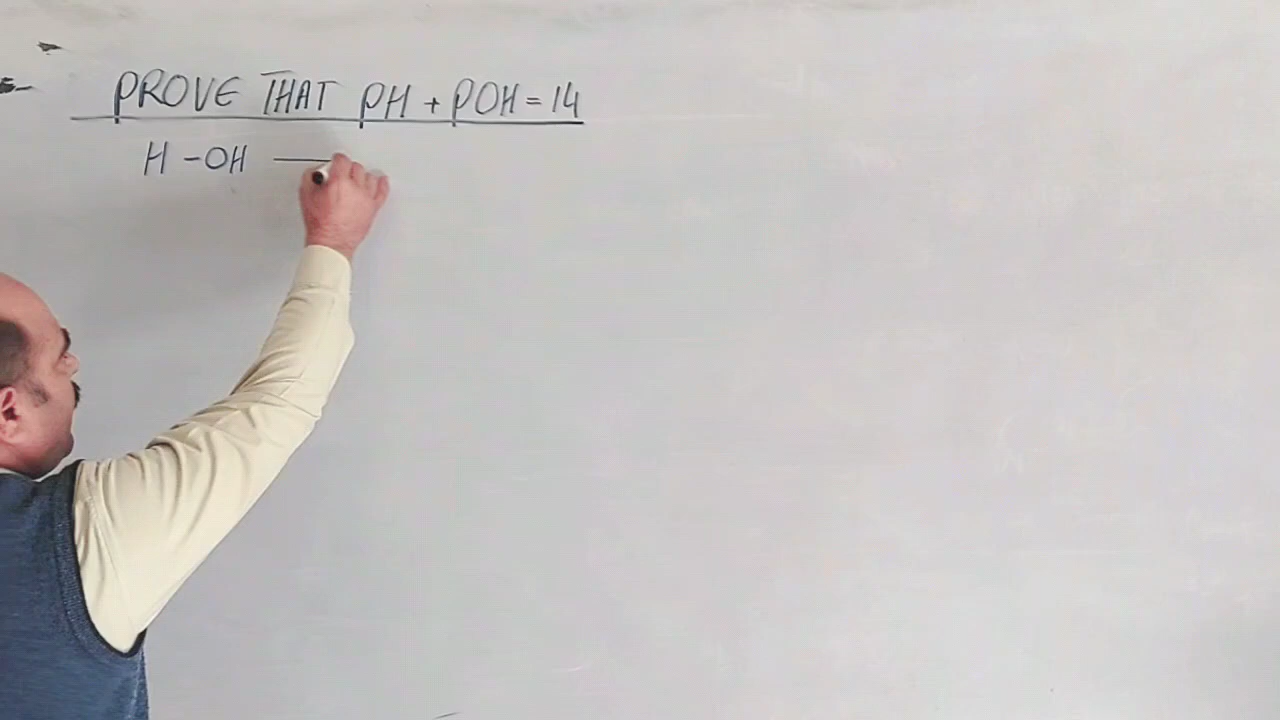 PROVE THAT PH + POH = 14
H - OH —